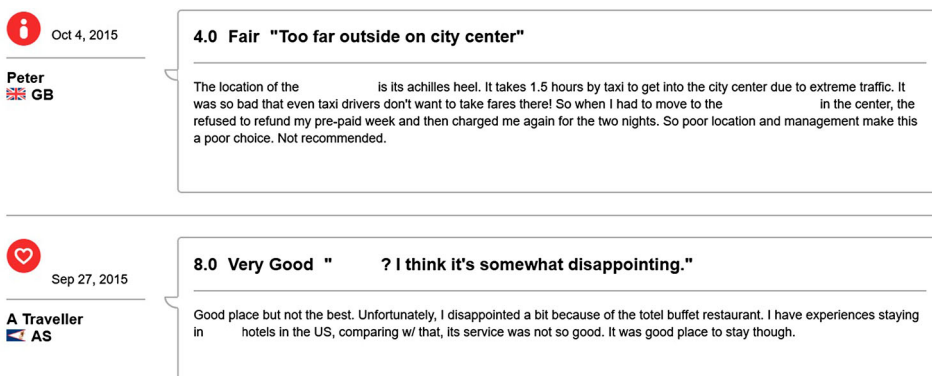 Oct 4, 2015
Peter
GB
4.0 Fair "Too far outside on city center"
The location of the is its achilles heel. It takes 1.5 hours by taxi to get into the city center due to extreme traffic. It
was so bad that even taxi drivers don't want to take fares there! So when I had to move to the in the center, the
refused to refund my pre-paid week and then charged me again for the two nights. So poor location and management make this
a poor choice. Not recommended.
Sep 27, 2015
A Traveller
AS
8.0 Very Good " ? I think it's somewhat disappointing."
Good place but not the best. Unfortunately, I disappointed a bit because of the totel buffet restaurant. I have experiences staying
in hotels in the US, comparing w/ that, its service was not so good. It was good place to stay though.